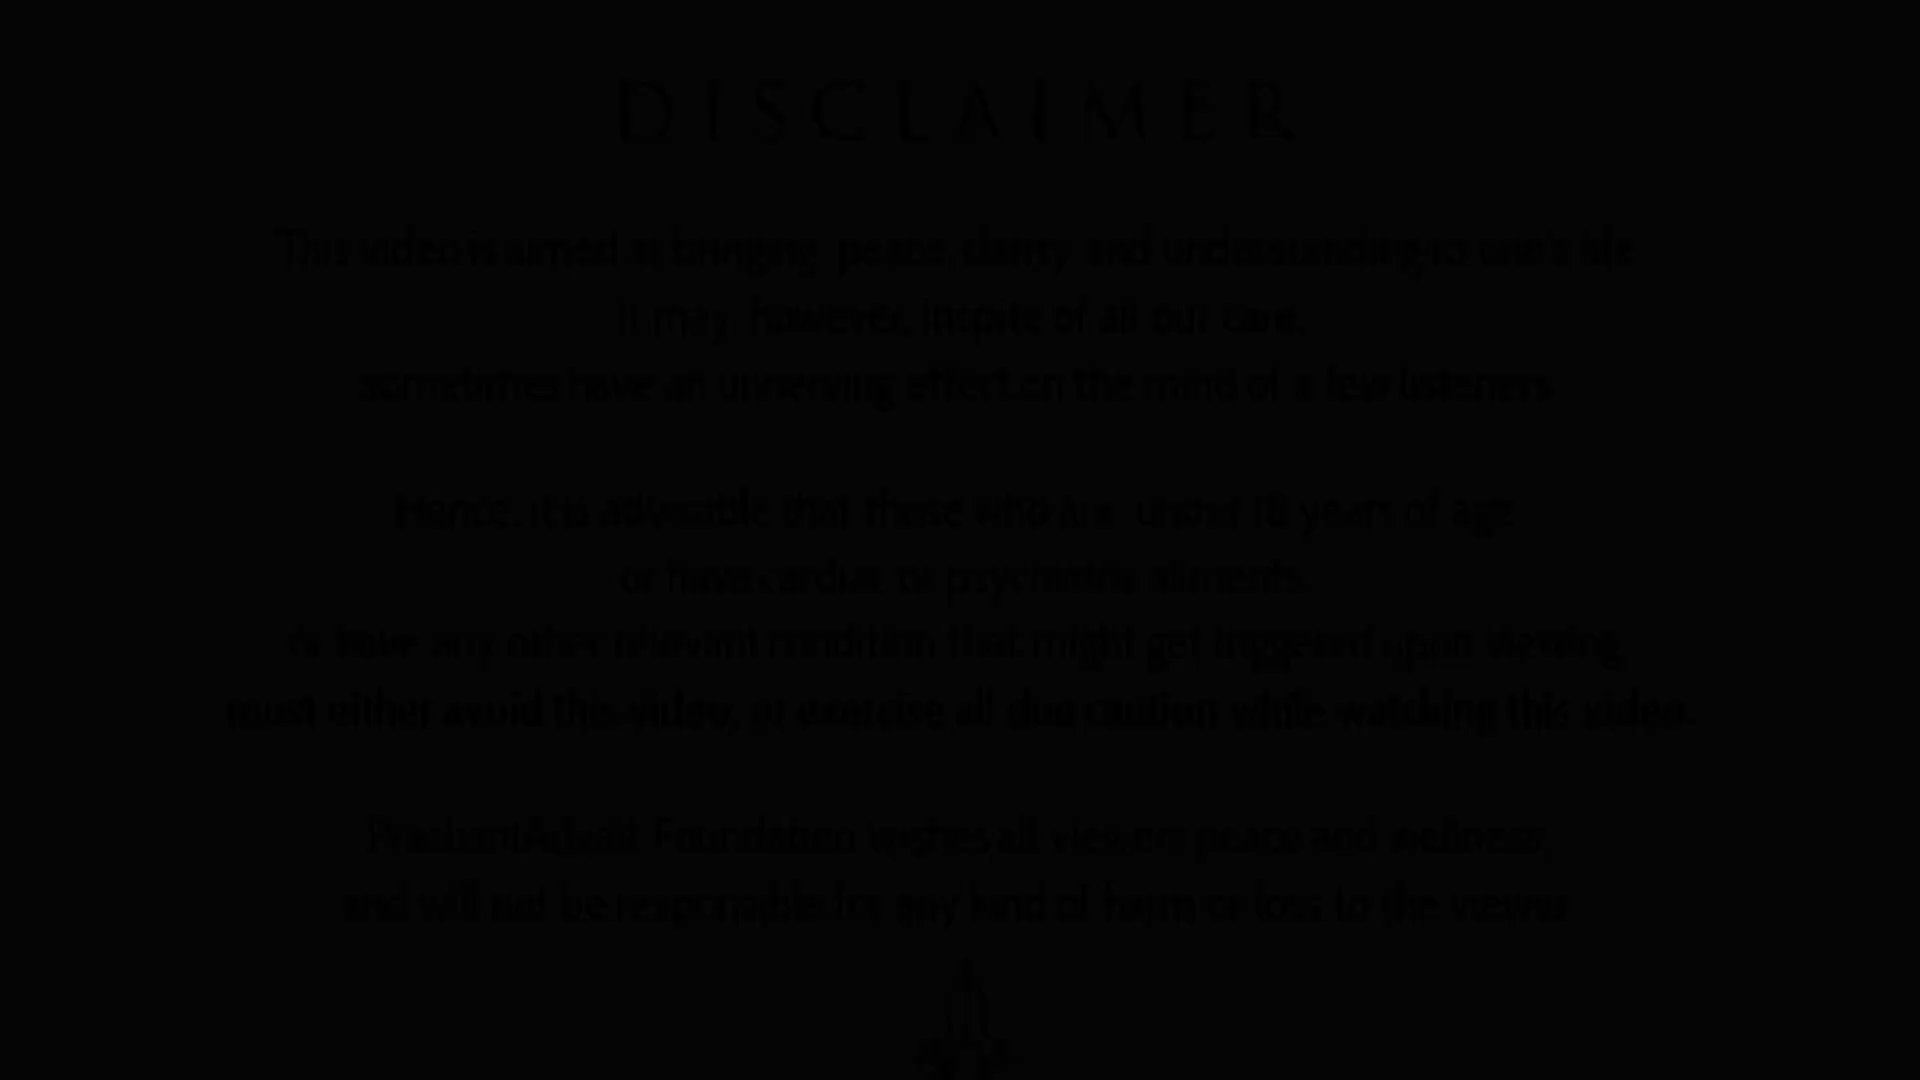 DISCLAIMER
This video is aimed at bringing peace, clarity and understanding to one's life
It may, however, inspite of all our care,
sometimes have an unnerving effect on the mind of a few listeners
Hence, it is advisable that those who are under 18 years of age
or have cardiac or psychiatric ailments,
or have any other relevant condition that might get triggered upon viewing,
must either avoid this video, or exercise all due caution while watching this video.
PrashantAdvait Foundation wishes all viewers peace and wellness,
and will not be responsible for any kind of harm or loss to the viewer